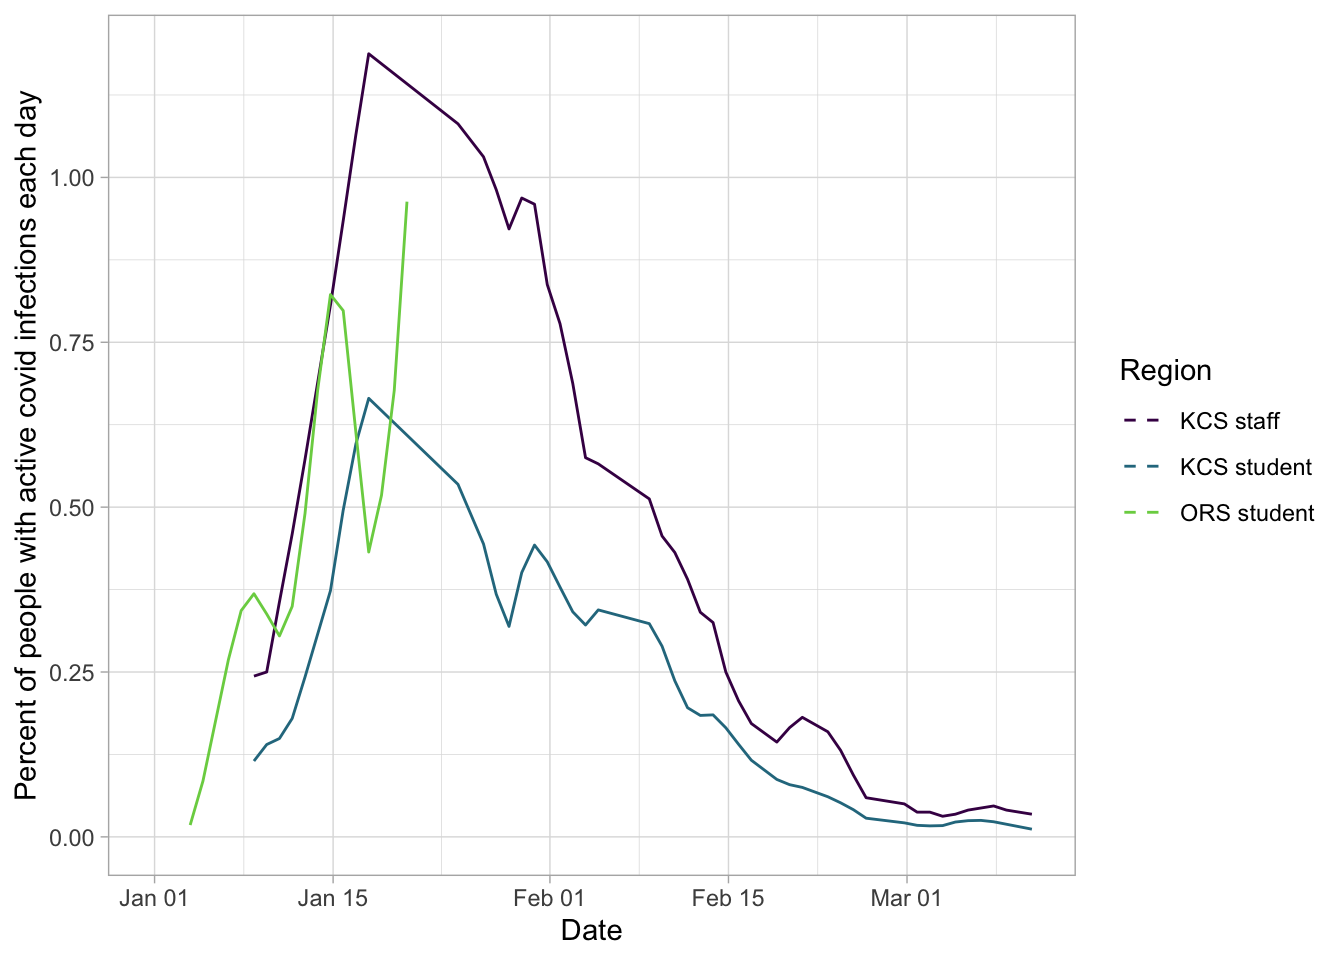 Percent of people with active covid infections each day
1.00
0.75
0.50
0.25
0.00
Jan 01
Jan 15
Feb 01
Feb 15
Mar 01
Date
Region
KCS staff
KCS student
ORS student